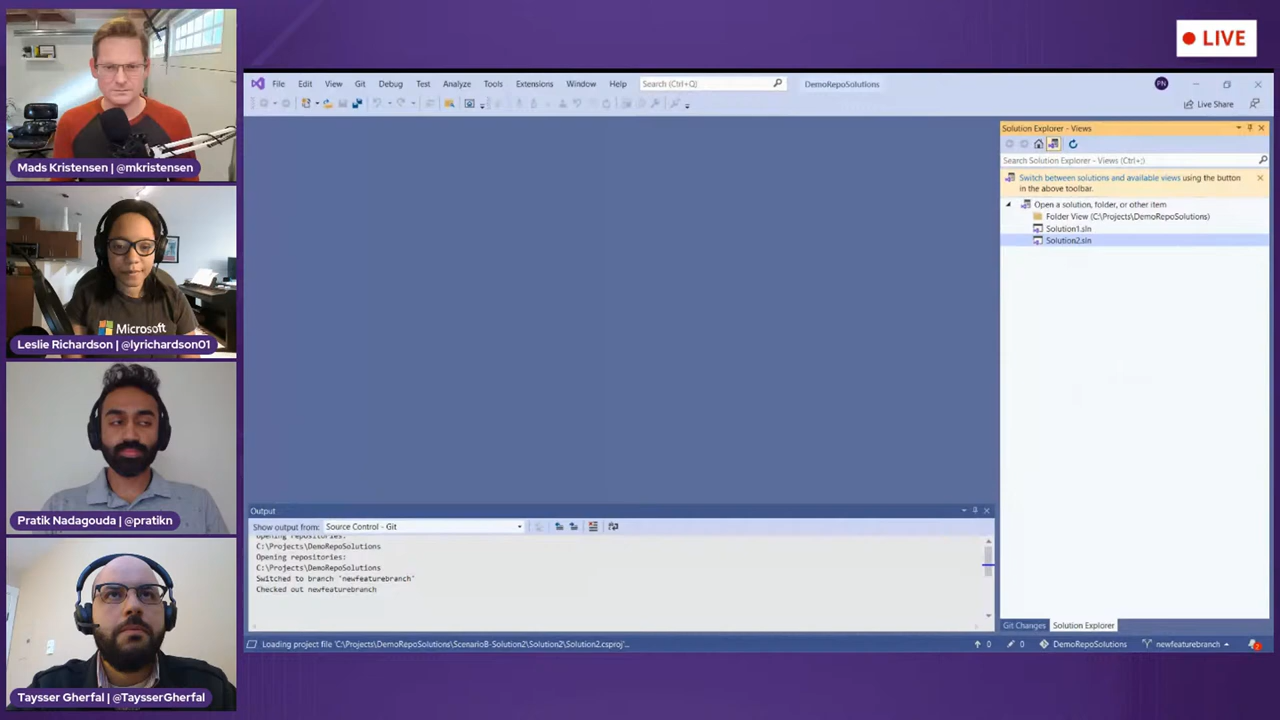 LIVE
Mads Kristensen | @mkristensen
Microsoft
Leslie Richardson | @lyrichardson01
Pratik Nadagouda | @pratikn
Taysser Gherfal | @TaysserGherfal
File Edit View Git Debug Test Analyze Tools Extensions Window Help Search (Ctrl+Q) DemoRepoSolutions PN
Live Share
Solution Explorer - Views
Search Solution Explorer - Views (Ctrl+;)
Switch between solutions and available views using the button
in the above toolbar.
Open a solution, folder, or other item
Folder View (C:\Projects\DemoRepoSolutions)
Solution1.sln
Solution2.sln
Output
Show output from: Source Control - Git
Opening repositories:
C:\Projects\DemoRepoSolutions
Opening repositories:
C:\Projects\DemoRepoSolutions
Switched to branch 'newfeaturebranch'
Checked out newfeaturebranch
Git Changes Solution Explorer
Loading project file 'C:\Projects\DemoRepoSolutions\ScenarioB-Solution2\Solution2\Solution2.csproj'...
0 0 DemoRepoSolutions newfeaturebranch